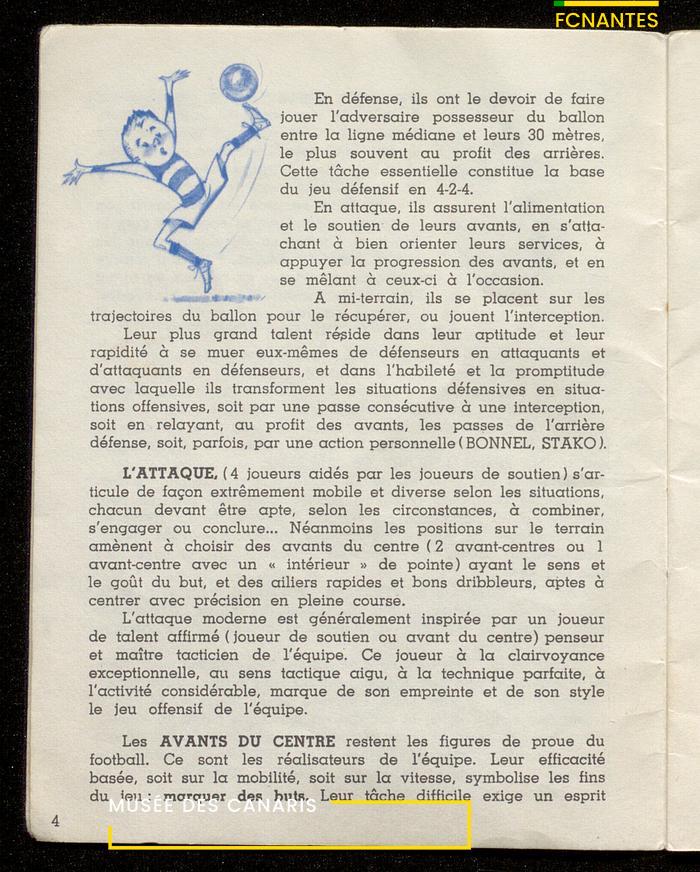 FCNANTES
En défense, ils ont le devoir de faire
jouer l'adversaire possesseur du ballon
entre la ligne médiane et leurs 30 mètres,
le plus souvent au profit des arrières.
Cette tâche essentielle constitue la base
du jeu défensif en 4-2-4.
En attaque, ils assurent l'alimentation
et le soutien de leurs avants, en s'atta-
chant à bien orienter leurs services, à
appuyer la progression des avants, et en
se mêlant à ceux-ci à l'occasion.
A mi-terrain, ils se placent sur les
trajectoires du ballon pour le récupérer, ou jouent l'interception.
Leur plus grand talent réside dans leur aptitude et leur
rapidité à se muer eux-mêmes de défenseurs en attaquants et
d'attaquants en défenseurs, et dans l'habileté et la promptitude
avec laquelle ils transforment les situations défensives en situa-
tions offensives, soit par une passe consécutive à une interception,
soit en relayant, au profit des avants, les passes de l'arrière
défense, soit, parfois, par une action personnelle (BONNEL, STAKO).
L'ATTAQUE, (4 joueurs aidés par les joueurs de soutien) s'ar-
ticule de façon extrêmement mobile et diverse selon les situations,
chacun devant être apte, selon les circonstances, à combiner,
s'engager ou conclure... Néanmoins les positions sur le terrain
amènent à choisir des avants du centre (2 avant-centres ou 1
avant-centre avec un « intérieur » de pointe) ayant le sens et
le goût du but, et des ailiers rapides et bons dribbleurs, aptes à
centrer avec précision en pleine course.
L'attaque moderne est généralement inspirée par un joueur
de talent affirmé (joueur de soutien ou avant du centre) penseur
et maître tacticien de l'équipe. Ce joueur à la clairvoyance
exceptionnelle, au sens tactique aigu, à la technique parfaite, à
l'activité considérable, marque de son empreinte et de son style
le jeu offensif de l'équipe.
Les AVANTS DU CENTRE restent les figures de proue du
football. Ce sont les réalisateurs de l'équipe. Leur efficacité
basée, soit sur la mobilité, soit sur la vitesse, symbolise les fins
du jeu : marquer des buts. Leur tâche difficile exige un esprit
MUSÉE DES CANARIS
4